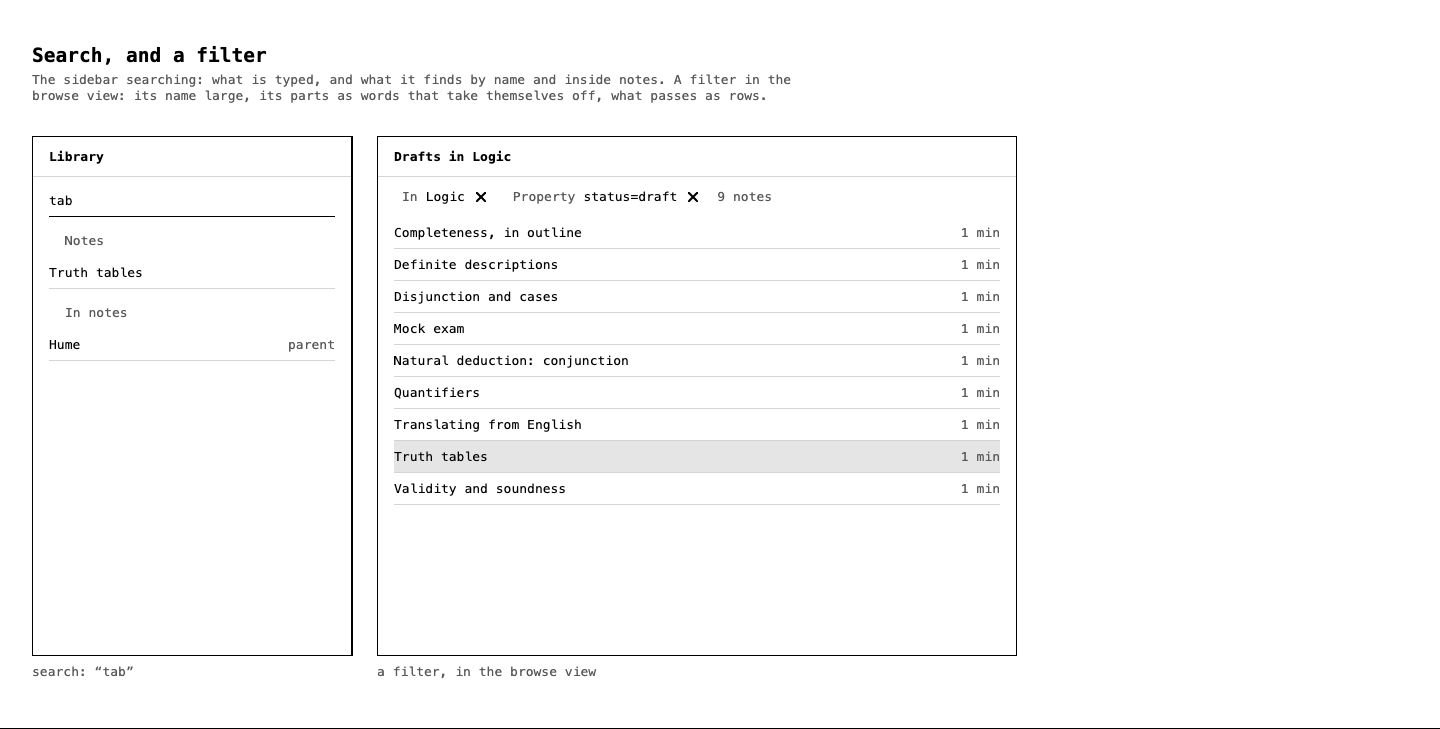 Search, and a filter
The sidebar searching: what is typed, and what it finds by name and inside notes. A filter in the
browse view: its name large, its parts as words that take themselves off, what passes as rows.
Library
tab
Notes
Truth tables
In notes
Hume parent
search: “tab”
Drafts in Logic
In Logic ✕ Property status=draft ✕ 9 notes
Completeness, in outline 1 min
Definite descriptions 1 min
Disjunction and cases 1 min
Mock exam 1 min
Natural deduction: conjunction 1 min
Quantifiers 1 min
Translating from English 1 min
Truth tables 1 min
Validity and soundness 1 min
a filter, in the browse view